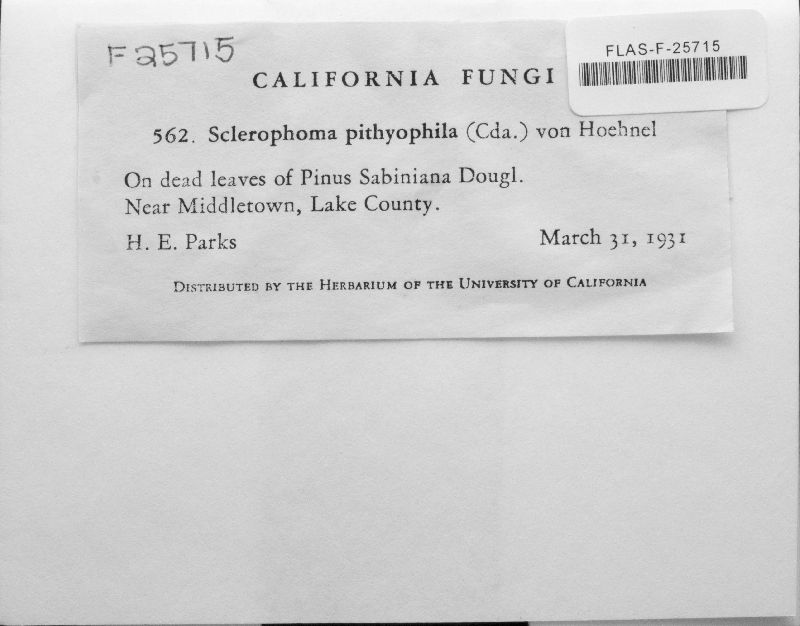 F25715
FLAS-F-25715
CALIFORNIA FUNGI
562. Sclerophoma pithyophila (Cda.) von Hoehnel
On dead leaves of Pinus Sabiniana Dougl.
Near Middletown, Lake County.
H. E. Parks March 31, 1931
DISTRIBUTED BY THE HERBARIUM OF THE UNIVERSITY OF CALIFORNIA